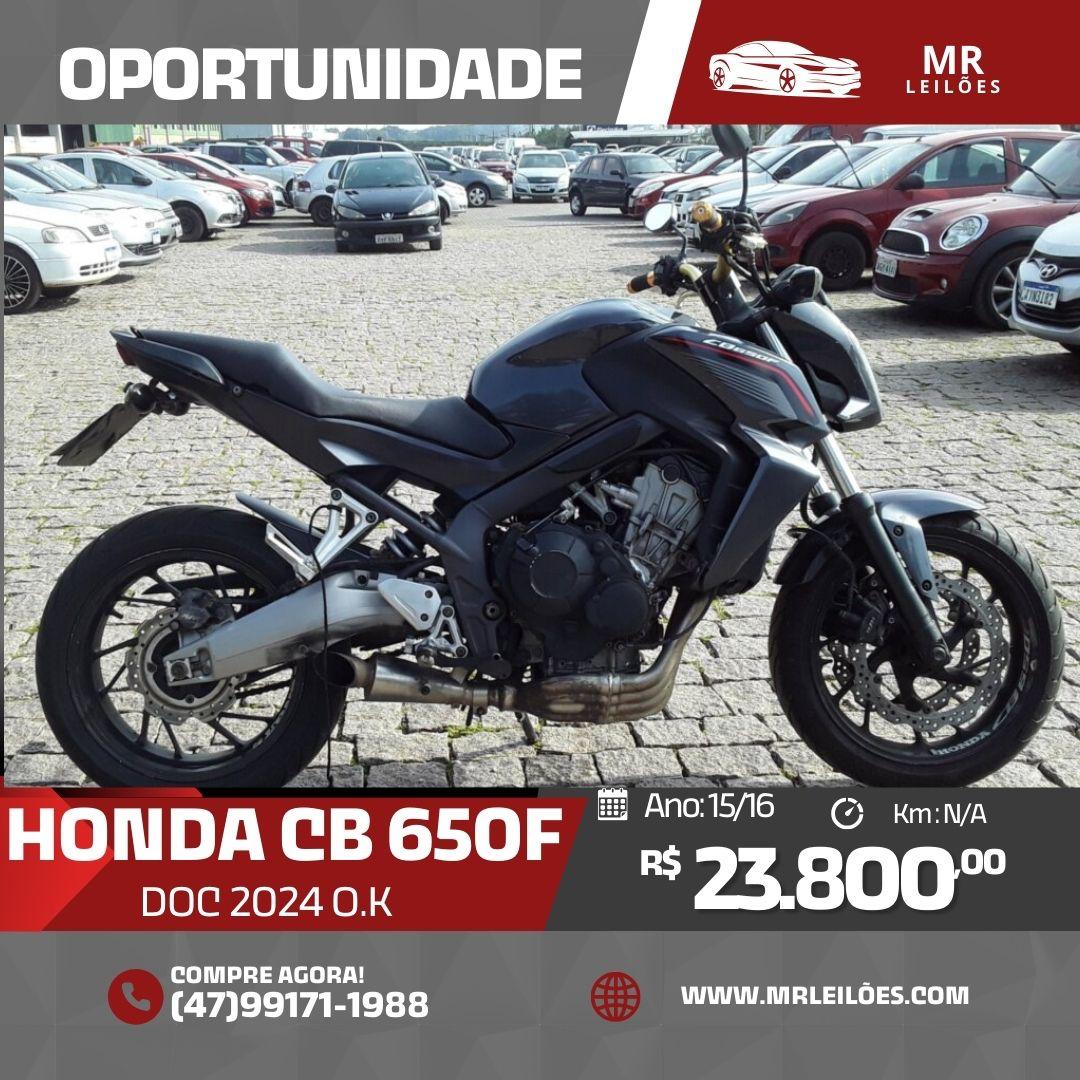 OPORTUNIDADE
MR
LEILÕES
CB650F
HONDA
HONDA CB 650F
DOC 2024 O.K
Ano: 15/16
Km: N/A
R$ 23.800,00
COMPRE AGORA!
(47)99171-1988
WWW.MRLEILÕES.COM